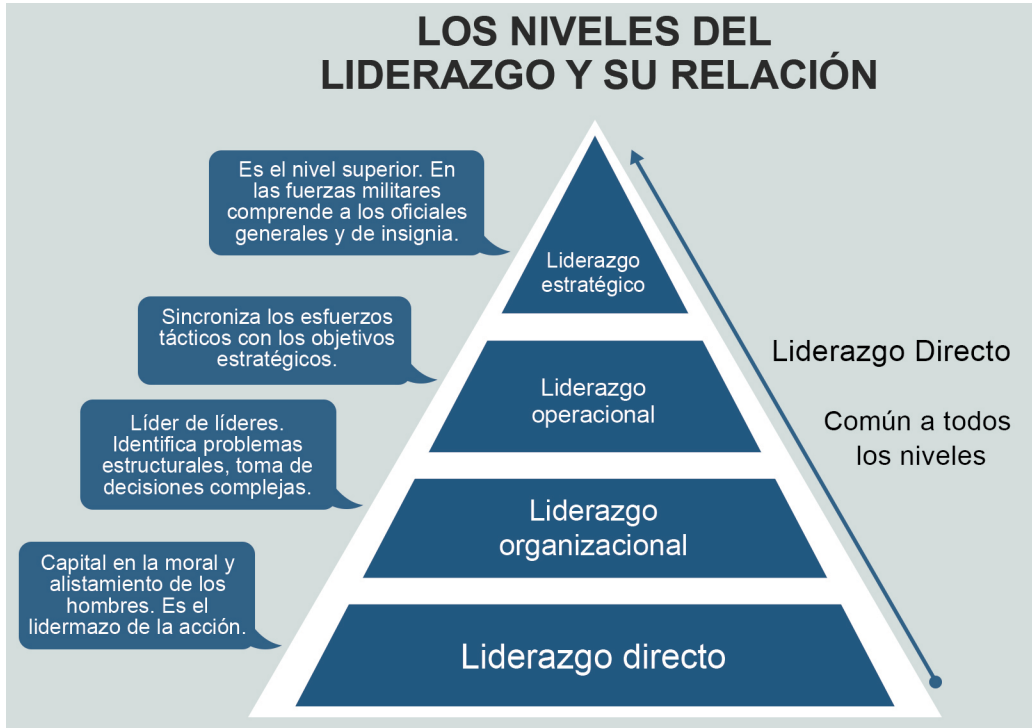 LOS NIVELES DEL
LIDERAZGO Y SU RELACIÓN
Es el nivel superior. En
las fuerzas militares
comprende a los oficiales
generales y de insignia.
Liderazgo
estratégico
Sincroniza los esfuerzos
tácticos con los objetivos
estratégicos.
Liderazgo
operacional
Líder de líderes.
Identifica problemas
estructurales, toma de
decisiones complejas.
Liderazgo
organizacional
Capital en la moral y
alistamiento de los
hombres. Es el
lidermazo de la acción.
Liderazgo directo
Liderazgo Directo
Común a todos
los niveles